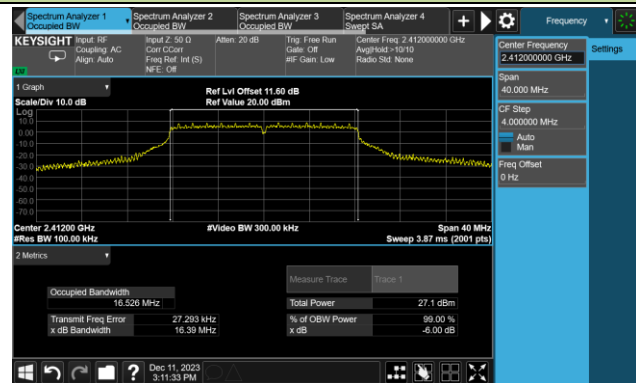 Spectrum Analyzer 1
Occupied BW
Spectrum Analyzer 2
Occupied BW
Spectrum Analyzer 3
Occupied BW
Spectrum Analyzer 4
Swept SA
Frequency
KEYSIGHT
Input: RF
Coupling: AC
Align: Auto
Input Z: 50 Ω
Corr CCorr
Freq Ref: Int (S)
NFE: Off
Atten: 20 dB
Trig: Free Run
Gate: Off
#IF Gain: Low
Center Freq: 2.412000000 GHz
Avg|Hold:>10/10
Radio Std: None
Center Frequency
2.412000000 GHz
Settings
Span
40.000 MHz
CF Step
4.000000 MHz
Auto
Man
Freq Offset
0 Hz
1 Graph
Scale/Div 10.0 dB
Ref Lvl Offset 11.60 dB
Ref Value 20.00 dBm
Log
10.0
0.00
-10.0
-20.0
-30.0
-40.0
-50.0
-60.0
-70.0
Center 2.41200 GHz
#Res BW 100.00 kHz
#Video BW 300.00 kHz
Span 40 MHz
Sweep 3.87 ms (2001 pts)
2 Metrics
Measure Trace
Trace 1
Occupied Bandwidth
16.526 MHz
Total Power
27.1 dBm
Transmit Freq Error
27.293 kHz
% of OBW Power
99.00 %
x dB Bandwidth
16.39 MHz
x dB
-6.00 dB
?
Dec 11, 2023
3:11:33 PM